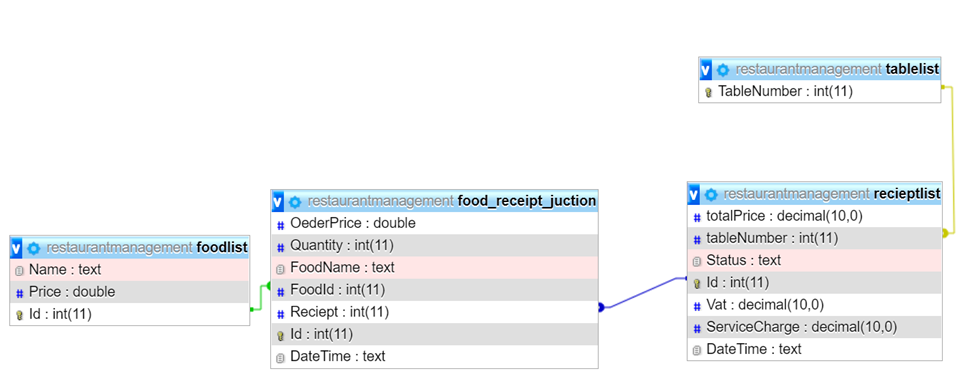 restaurantmanagement tablelist
TableNumber : int(11)
restaurantmanagement foodlist
Name : text
Price : double
Id : int(11)
restaurantmanagement food_receipt_juction
OederPrice : double
Quantity : int(11)
FoodName : text
FoodId : int(11)
Reciept : int(11)
Id : int(11)
DateTime : text
restaurantmanagement recieptlist
totalPrice : decimal(10,0)
tableNumber : int(11)
Status : text
Id : int(11)
Vat : decimal(10,0)
ServiceCharge : decimal(10,0)
DateTime : text